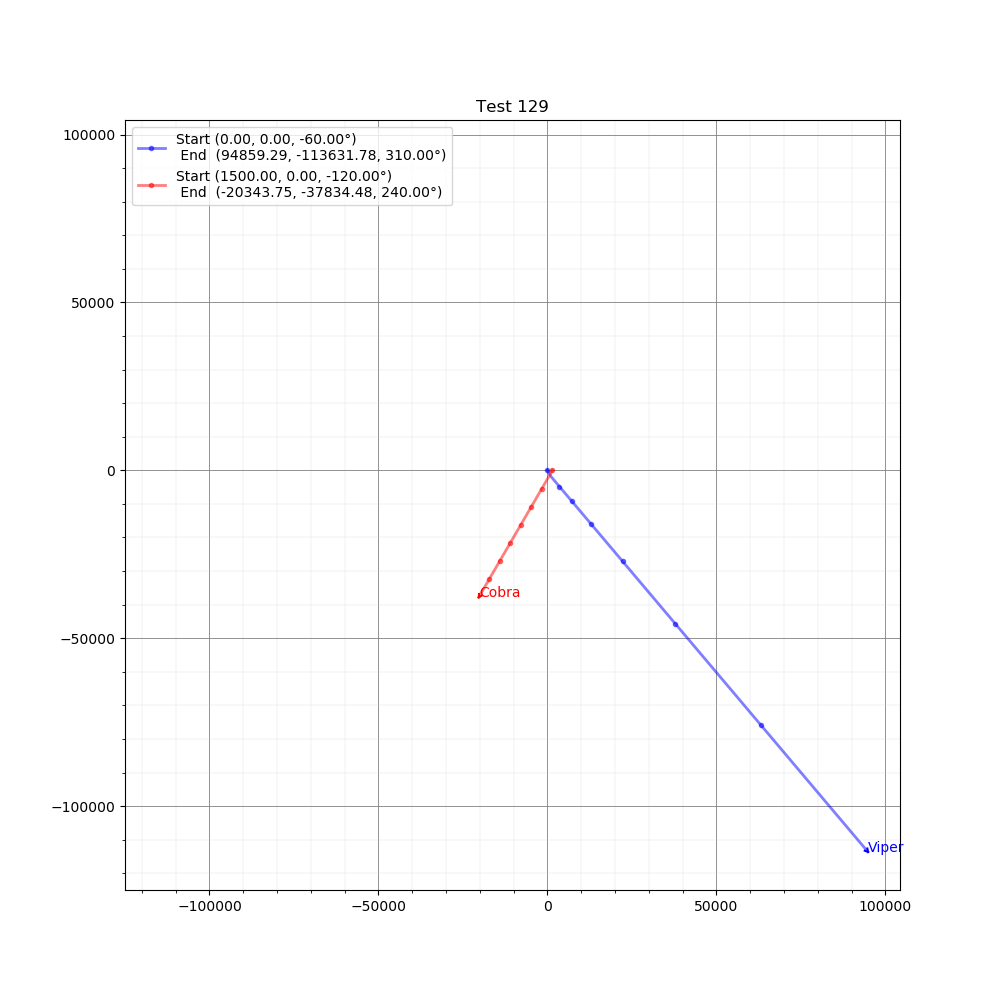 Test 129
Start (0.00, 0.00, -60.00°)
End (94859.29, -113631.78, 310.00°)
Start (1500.00, 0.00, -120.00°)
End (-20343.75, -37834.48, 240.00°)
100000
50000
0
−50000
−100000
Cobra
Viper
−100000
−50000
0
50000
100000